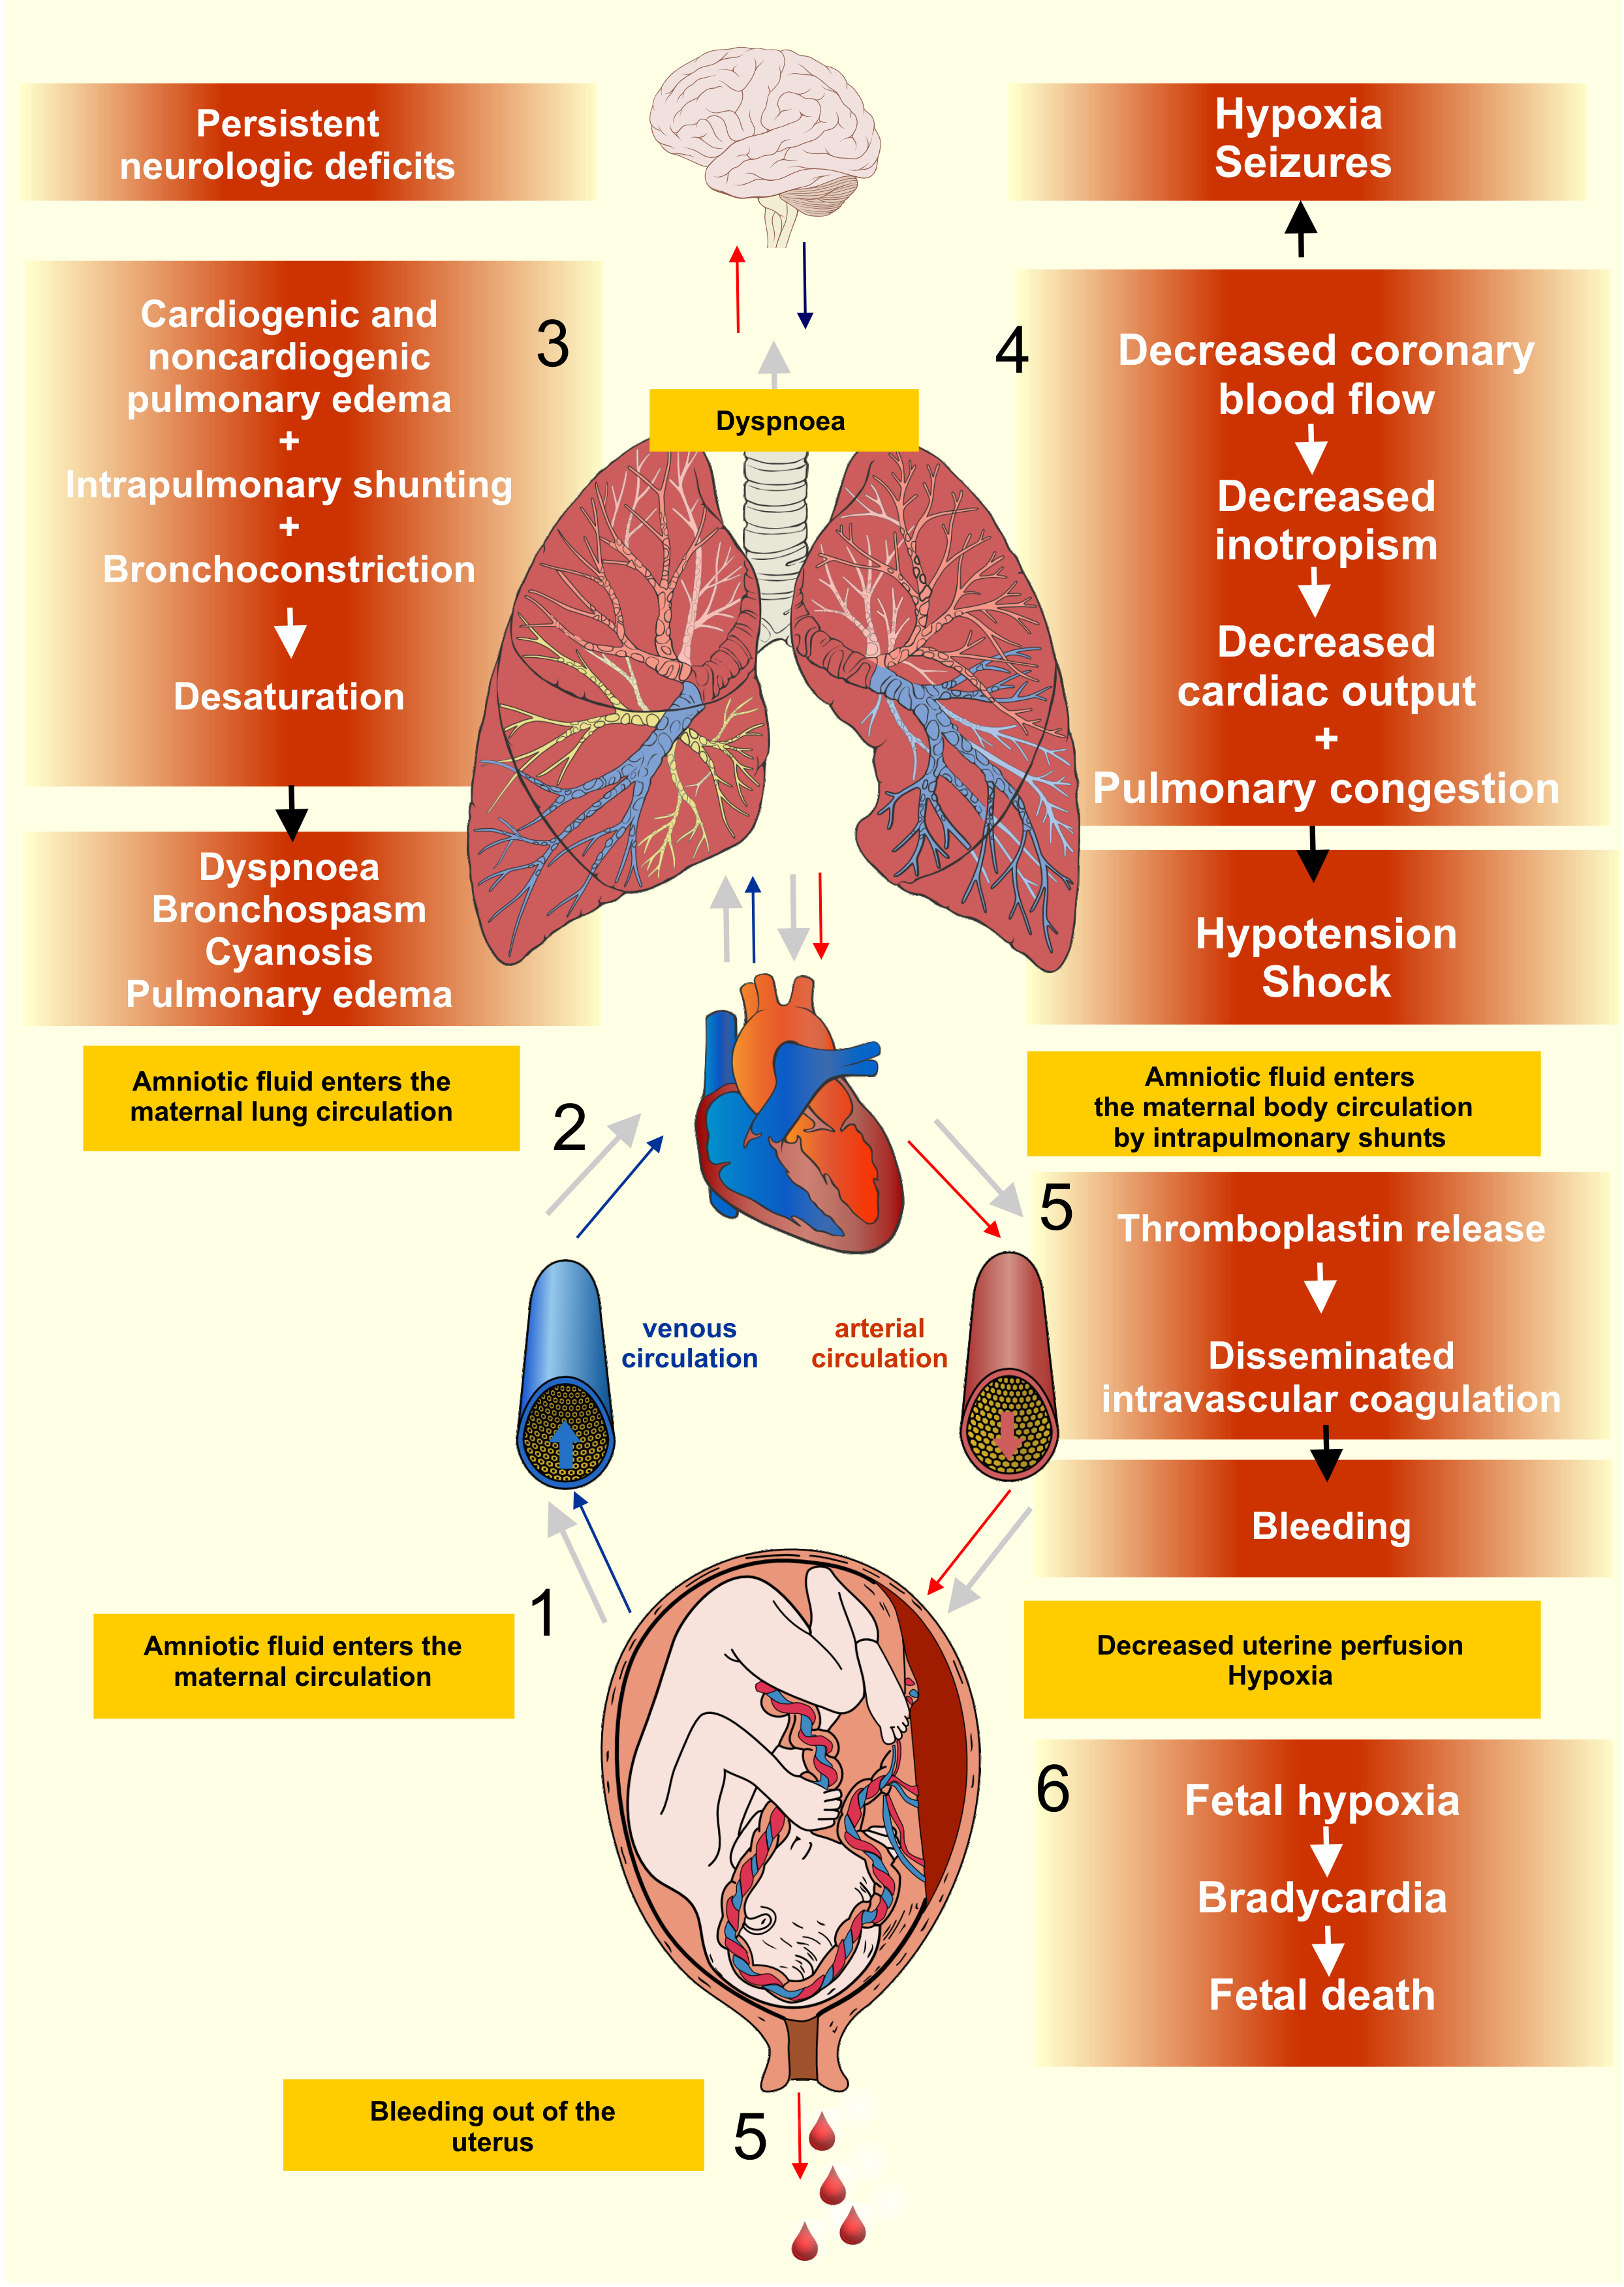 Persistent
neurologic deficits
Hypoxia
Seizures
Cardiogenic and
noncardiogenic
pulmonary edema
+
Intrapulmonary shunting
+
Bronchoconstriction
Desaturation
3
Dyspnoea
4
Decreased coronary
blood flow
Decreased
inotropism
Decreased
cardiac output
+
Pulmonary congestion
Dyspnoea
Bronchospasm
Cyanosis
Pulmonary edema
Hypotension
Shock
Amniotic fluid enters the
maternal lung circulation
2
Amniotic fluid enters
the maternal body circulation
by intrapulmonary shunts
5
Thromboplastin release
Disseminated
intravascular coagulation
venous
circulation
arterial
circulation
Bleeding
1
Amniotic fluid enters the
maternal circulation
Decreased uterine perfusion
Hypoxia
6
Fetal hypoxia
Bradycardia
Fetal death
Bleeding out of the
uterus
5